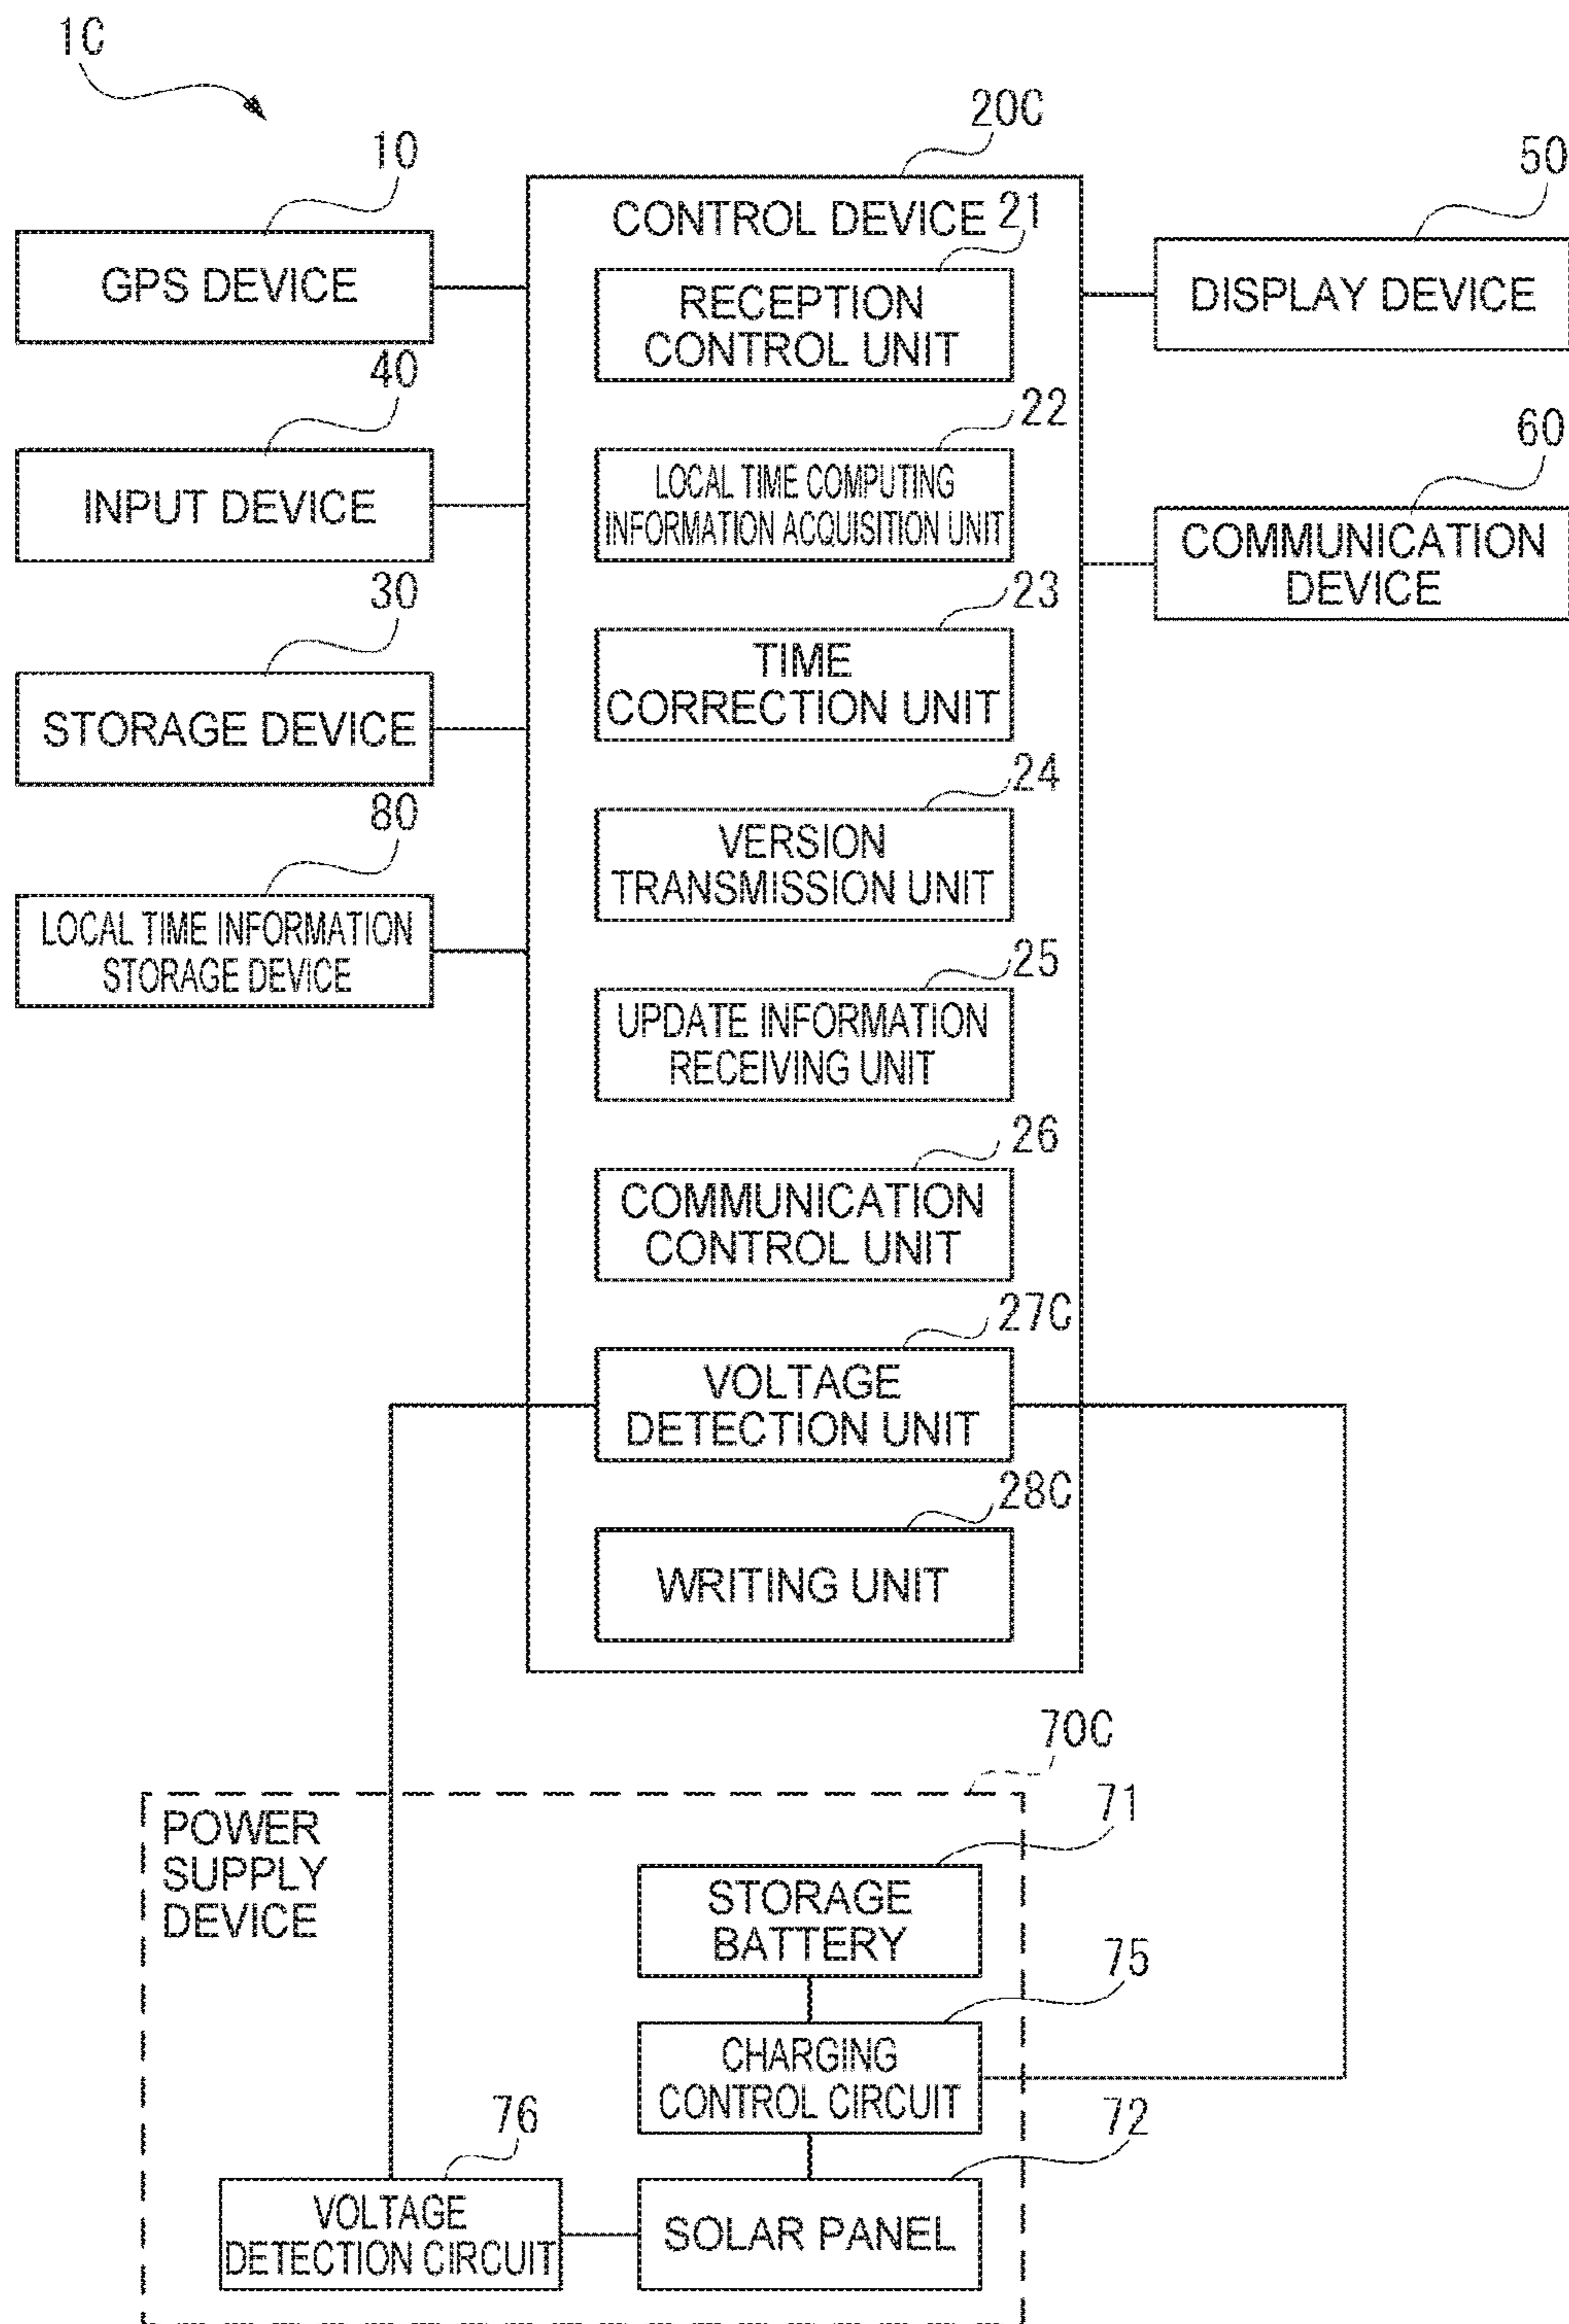 1C
20C
10
50
CONTROL DEVICE
21
GPS DEVICE
RECEPTION
CONTROL UNIT
DISPLAY DEVICE
40
22
60
INPUT DEVICE
LOCAL TIME COMPUTING
INFORMATION ACQUISITION UNIT
COMMUNICATION
DEVICE
30
23
STORAGE DEVICE
TIME
CORRECTION UNIT
80
24
LOCAL TIME INFORMATION
STORAGE DEVICE
VERSION
TRANSMISSION UNIT
25
UPDATE INFORMATION
RECEIVING UNIT
26
COMMUNICATION
CONTROL UNIT
27C
VOLTAGE
DETECTION UNIT
28C
WRITING UNIT
70C
POWER
SUPPLY
DEVICE
71
STORAGE
BATTERY
75
CHARGING
CONTROL CIRCUIT
76
72
VOLTAGE
DETECTION CIRCUIT
SOLAR PANEL